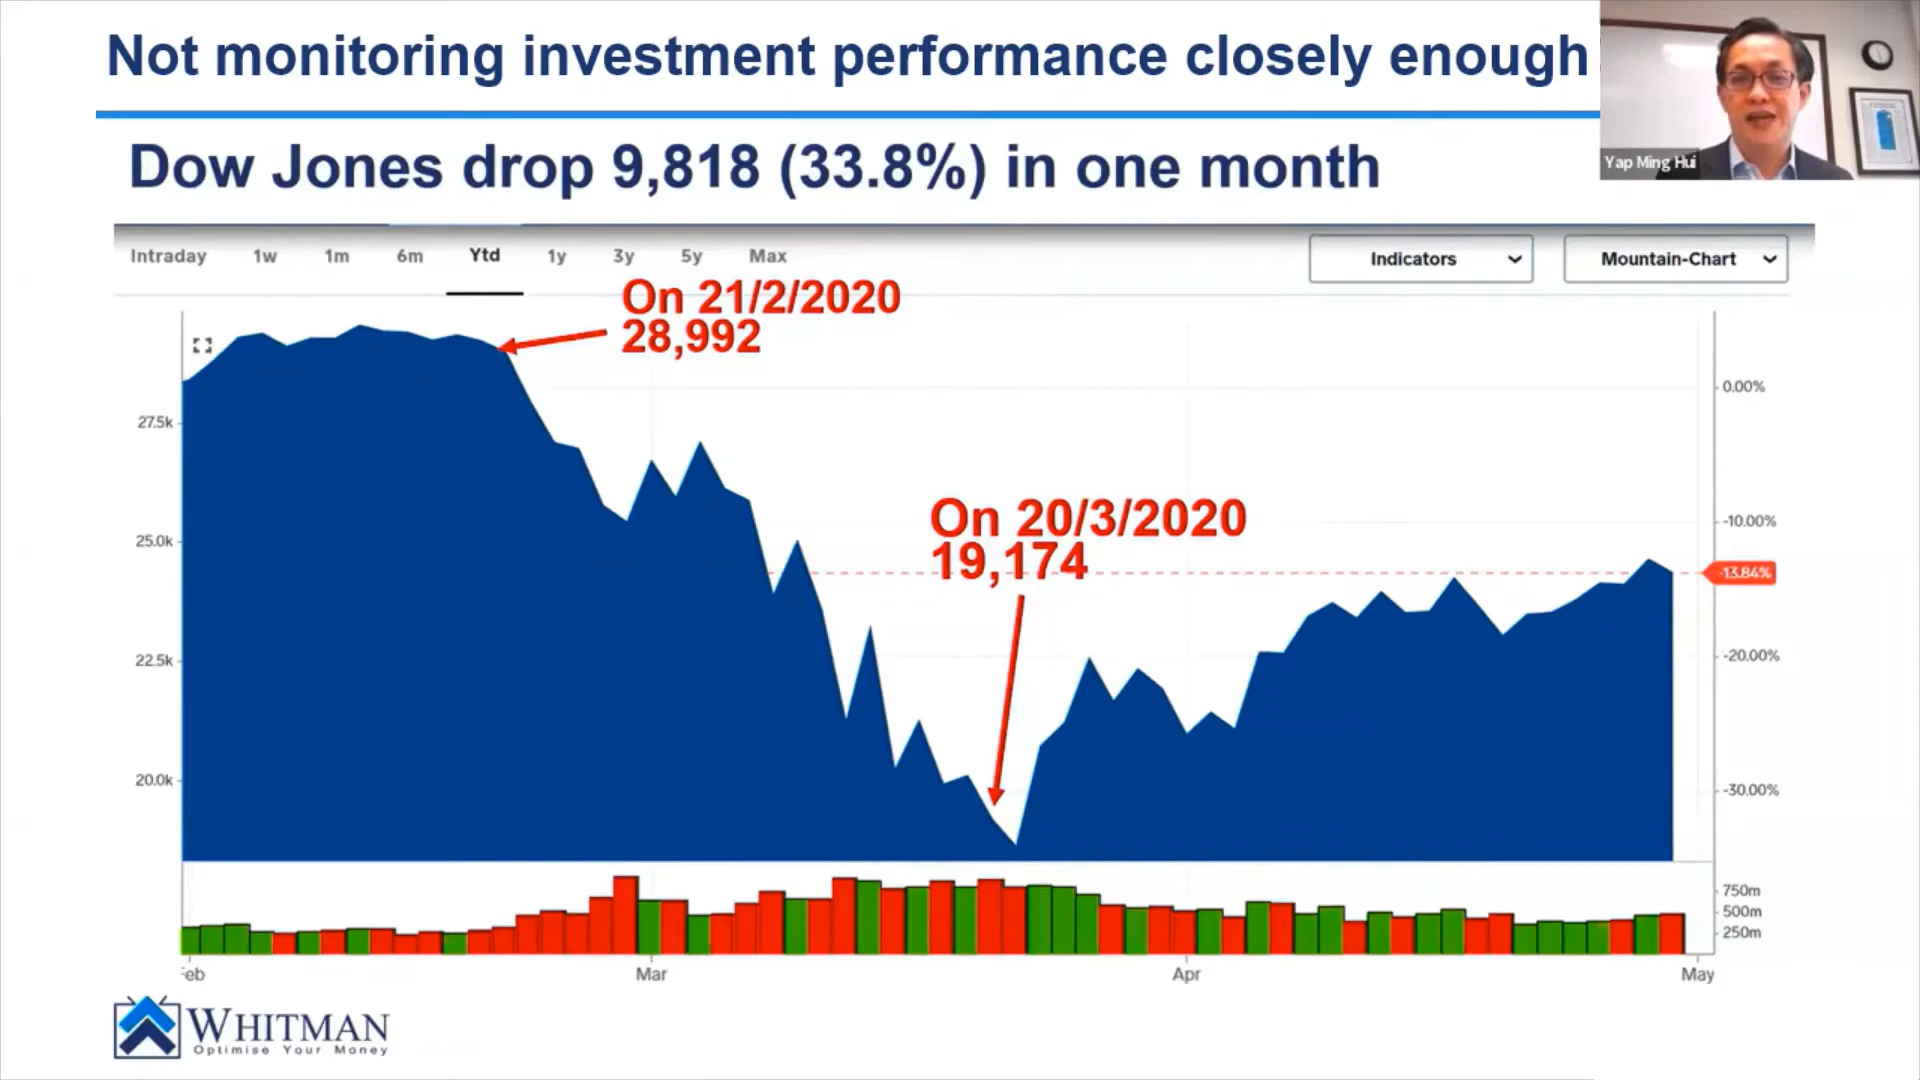 Not monitoring investment performance closely enough
Yap Ming Hui
Dow Jones drop 9,818 (33.8%) in one month
Intraday 1w 1m 6m Ytd 1y 3y 5y Max Indicators Mountain-Chart
On 21/2/2020
28,992
0.00%
27.5k
On 20/3/2020
-10.00%
25.0k
19,174
-13.84%
22.5k
-20.00%
20.0k
-30.00%
750m
500m
250m
eb Mar Apr May
WHITMAN
Optimise Your Money